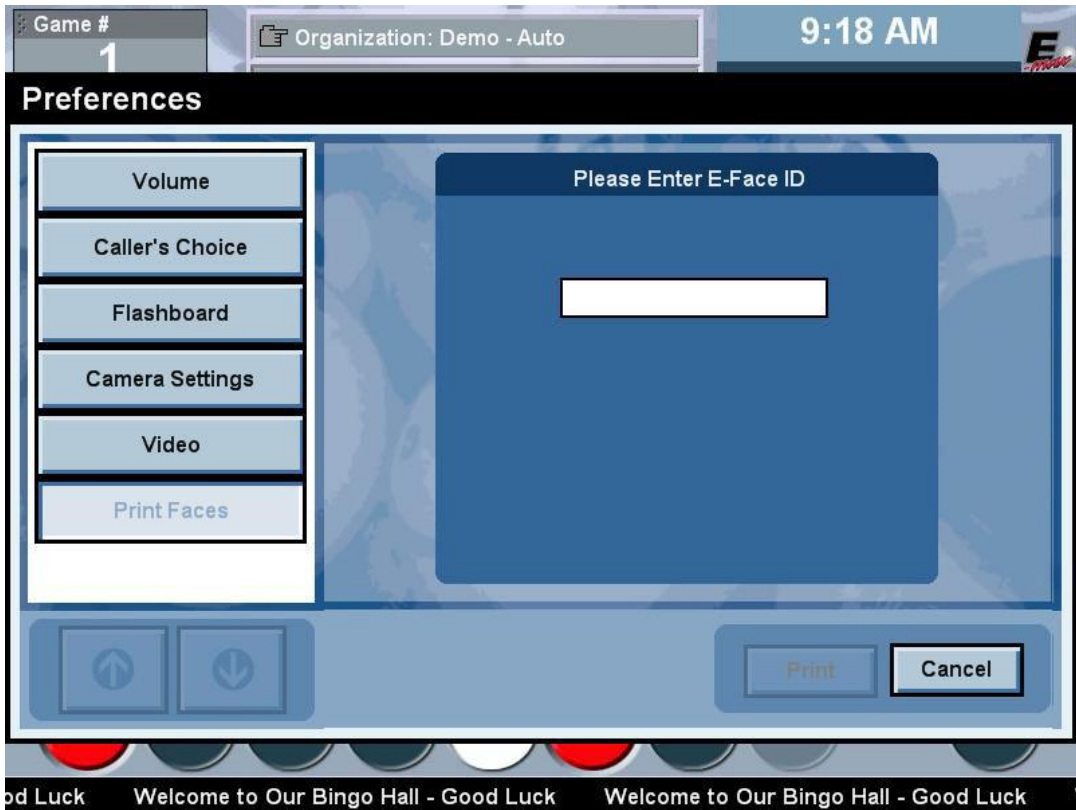 Game #
1
Organization: Demo - Auto
9:18 AM
E
-mode
Preferences
Volume
Caller's Choice
Flashboard
Camera Settings
Video
Print Faces
Please Enter E-Face ID
Print
Cancel
od Luck Welcome to Our Bingo Hall - Good Luck Welcome to Our Bingo Hall - Good Luck